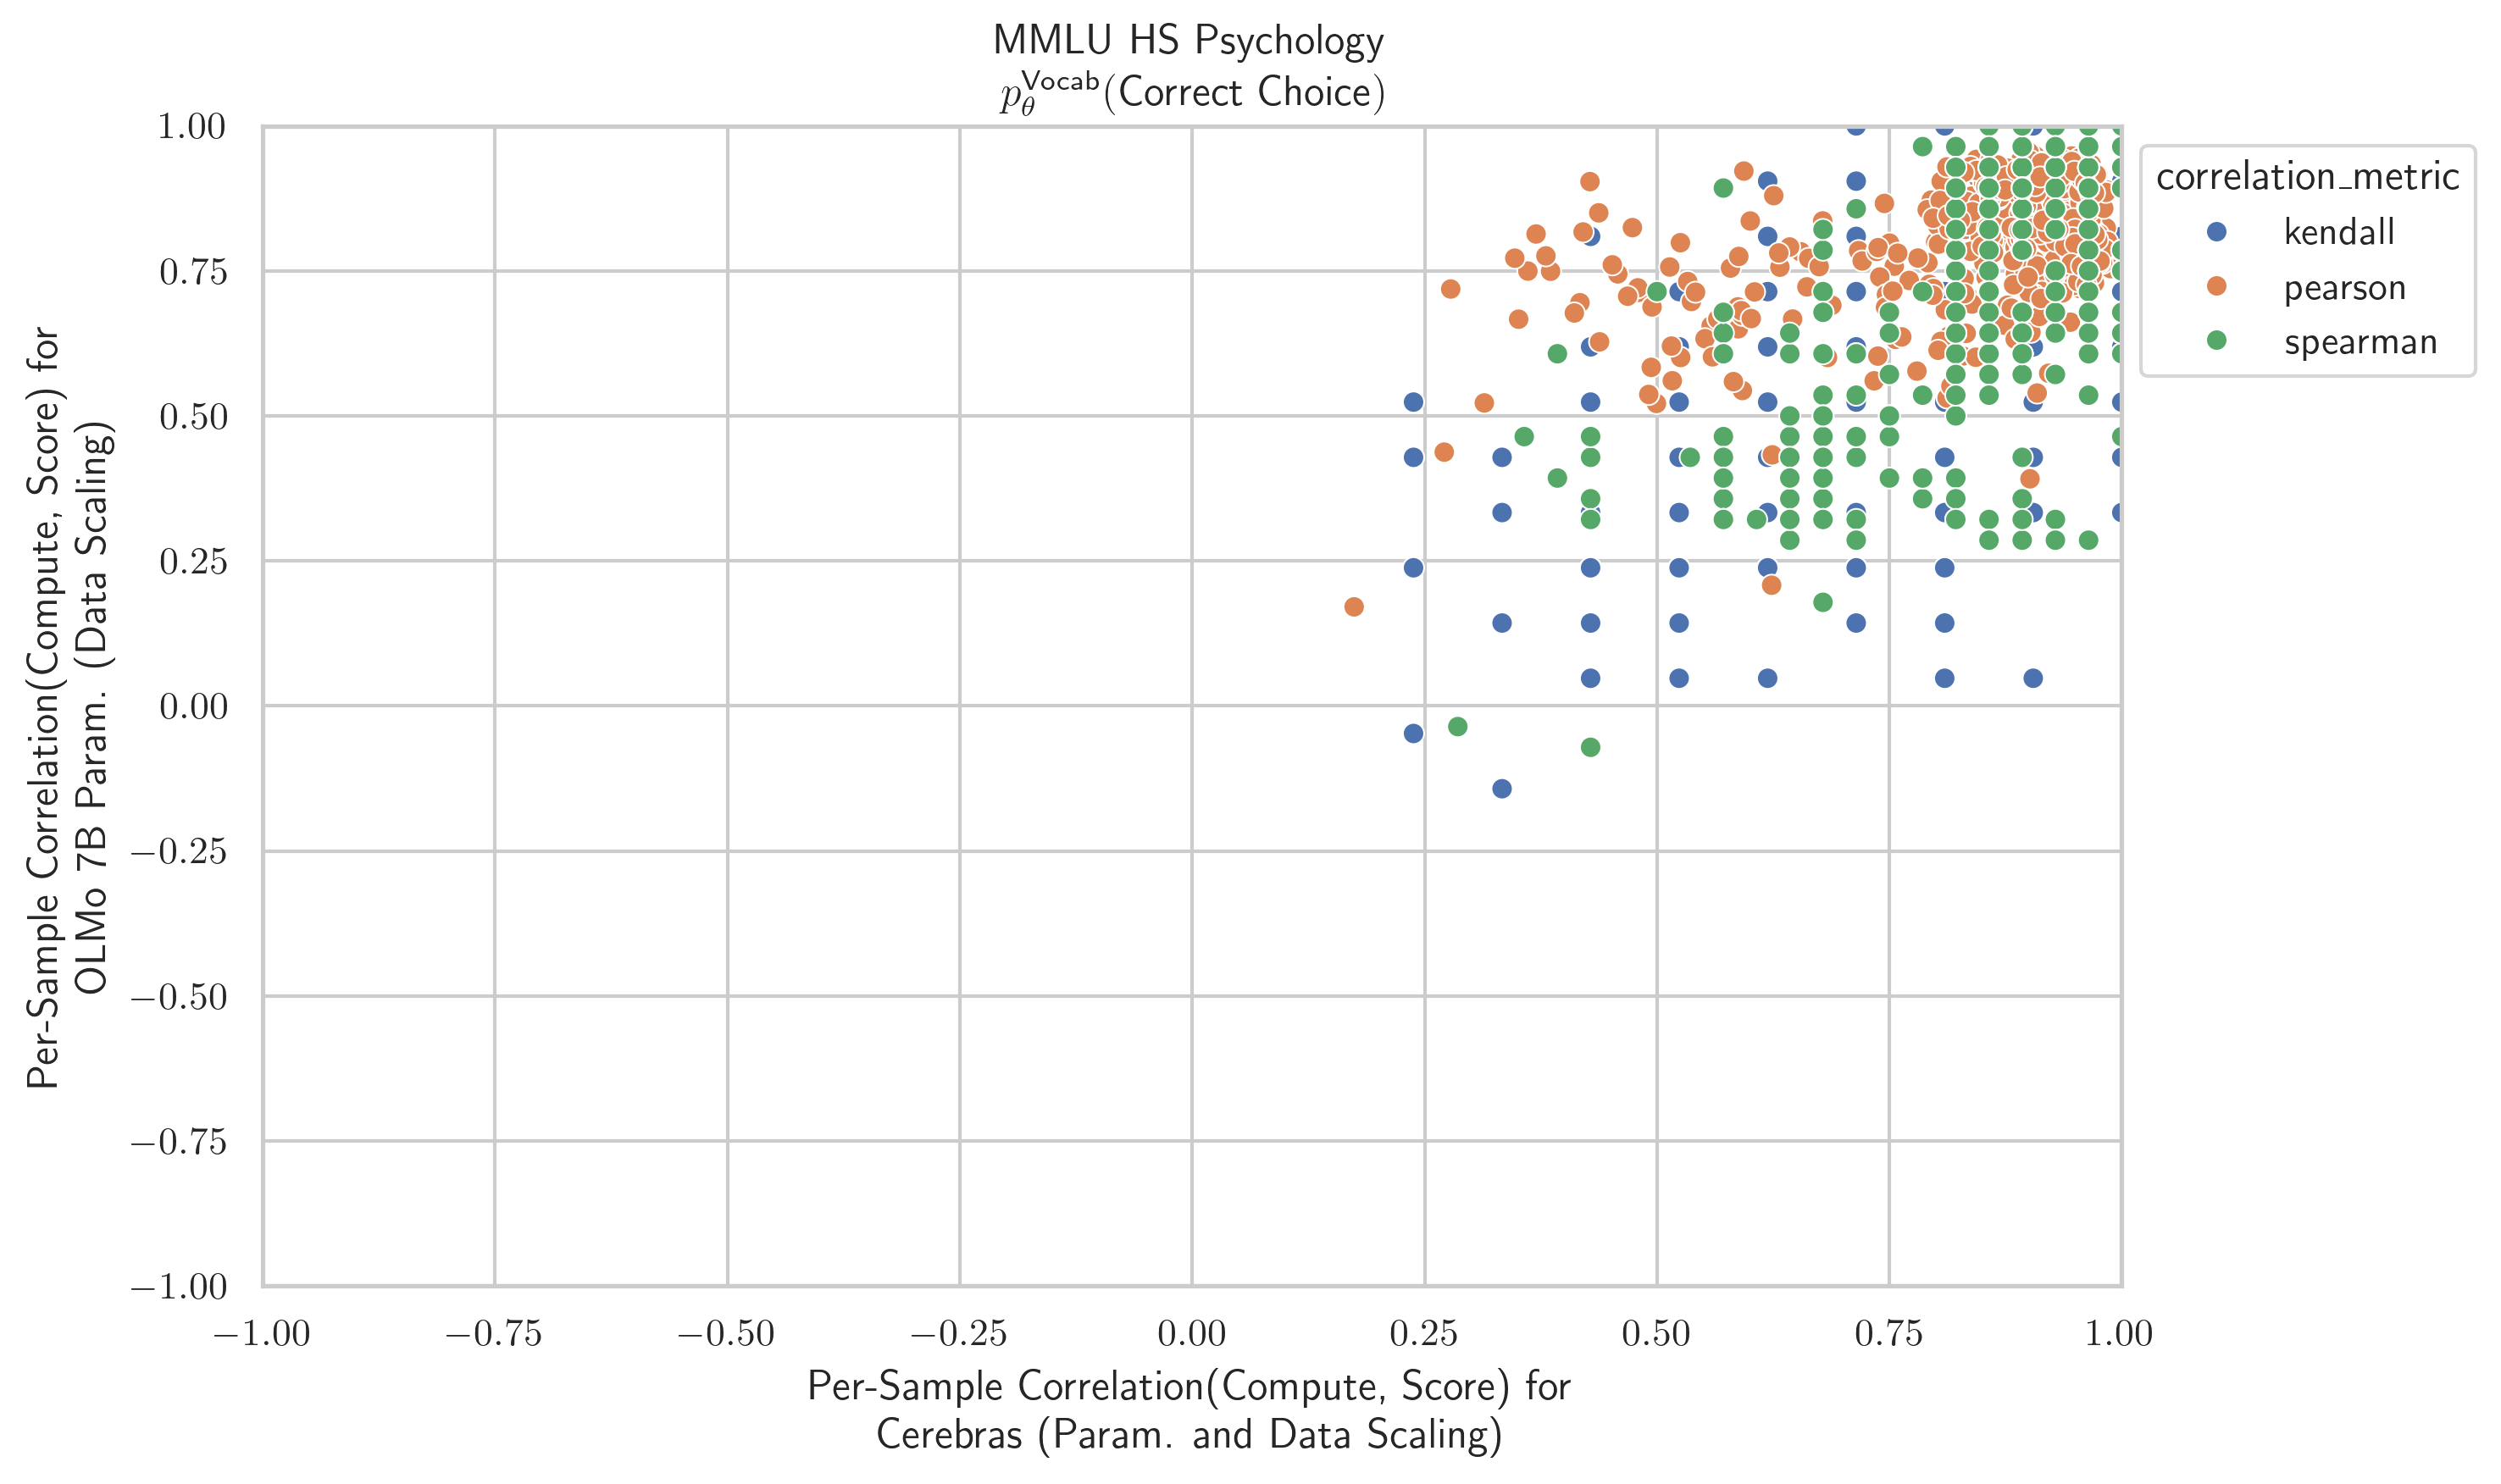 MMLU HS Psychology
p_θ^Vocab(Correct Choice)
1.00
0.75
0.50
0.25
0.00
−0.25
−0.50
−0.75
−1.00
Per-Sample Correlation(Compute, Score) for
OLMo 7B Param. (Data Scaling)
correlation_metric
kendall
pearson
spearman
−1.00 −0.75 −0.50 −0.25 0.00 0.25 0.50 0.75 1.00
Per-Sample Correlation(Compute, Score) for
Cerebras (Param. and Data Scaling)